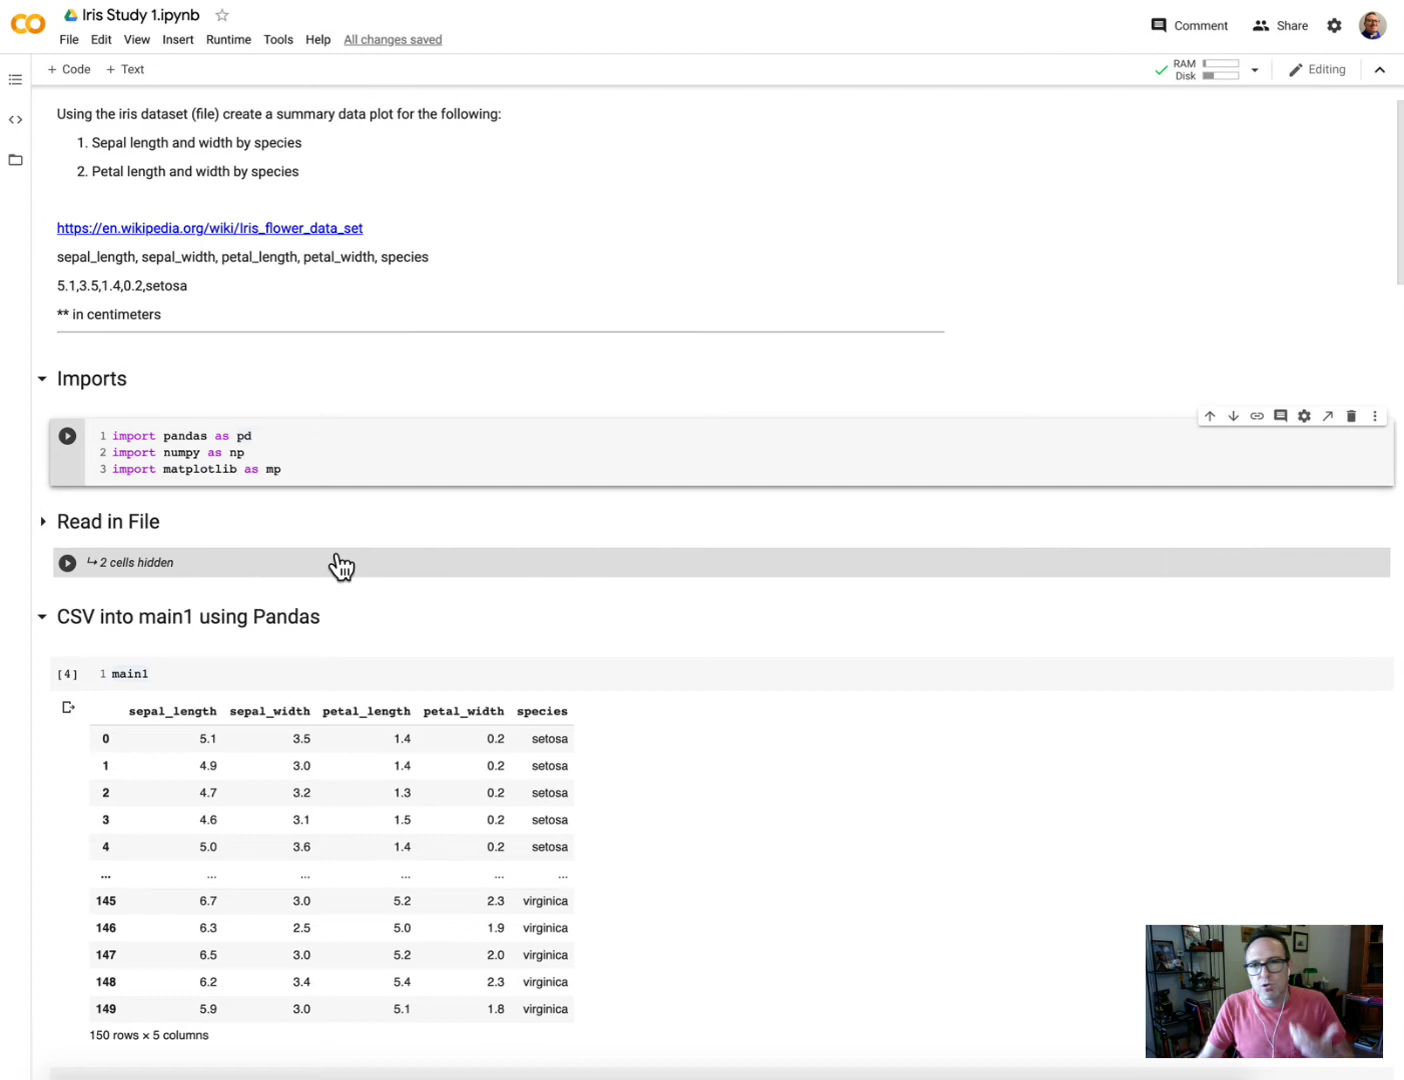 Iris Study 1.ipynb
File Edit View Insert Runtime Tools Help All changes saved
Comment Share
+ Code + Text
RAM
Disk
Editing
Using the iris dataset (file) create a summary data plot for the following:
1. Sepal length and width by species
2. Petal length and width by species
https://en.wikipedia.org/wiki/Iris_flower_data_set
sepal_length, sepal_width, petal_length, petal_width, species
5.1,3.5,1.4,0.2,setosa
** in centimeters
Imports
1 import pandas as pd
2 import numpy as np
3 import matplotlib as mp
Read in File
2 cells hidden
CSV into main1 using Pandas
[4] 1 main1
sepal_length sepal_width petal_length petal_width species
0 5.1 3.5 1.4 0.2 setosa
1 4.9 3.0 1.4 0.2 setosa
2 4.7 3.2 1.3 0.2 setosa
3 4.6 3.1 1.5 0.2 setosa
4 5.0 3.6 1.4 0.2 setosa
... ... ... ... ... ...
145 6.7 3.0 5.2 2.3 virginica
146 6.3 2.5 5.0 1.9 virginica
147 6.5 3.0 5.2 2.0 virginica
148 6.2 3.4 5.4 2.3 virginica
149 5.9 3.0 5.1 1.8 virginica
150 rows × 5 columns